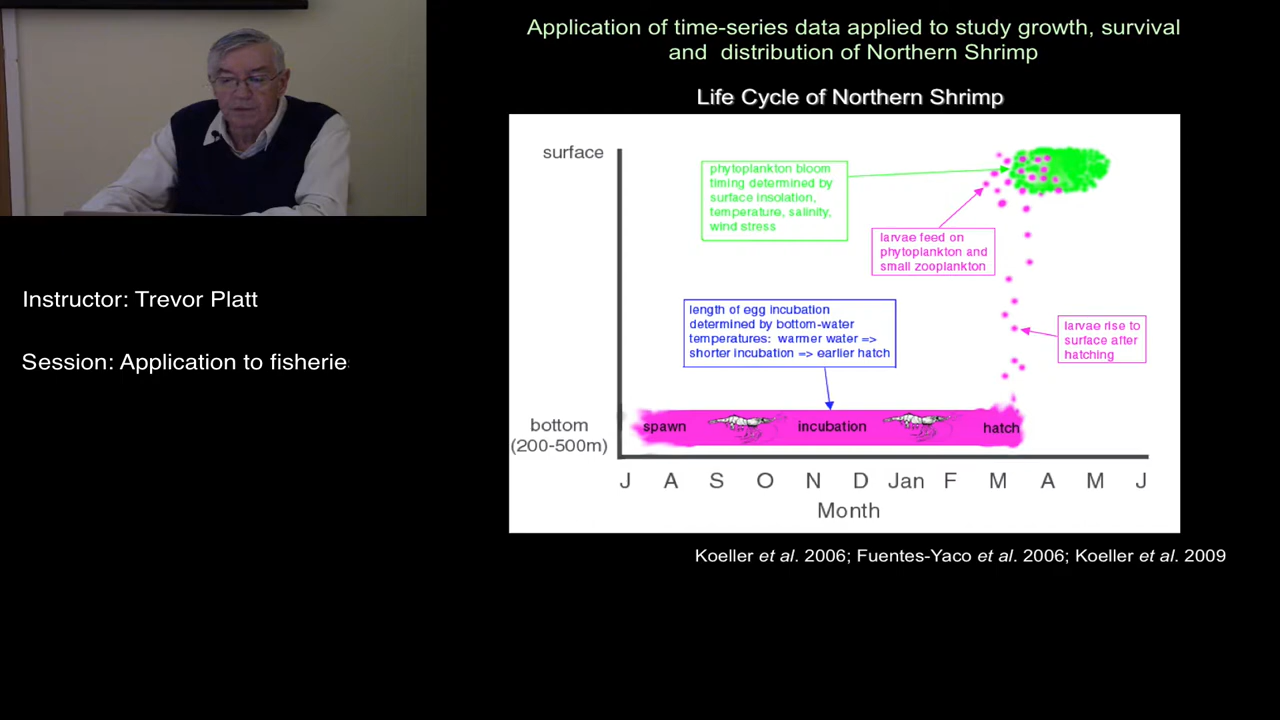 Application of time-series data applied to study growth, survival
and distribution of Northern Shrimp
Life Cycle of Northern Shrimp
Instructor: Trevor Platt
Session: Application to fisherie
surface
phytoplankton bloom
timing determined by
surface insolation,
temperature, salinity,
wind stress
larvae feed on
phytoplankton and
small zooplankton
length of egg incubation
determined by bottom-water
temperatures: warmer water =>
shorter incubation => earlier hatch
larvae rise to
surface after
hatching
bottom
(200-500m)
spawn incubation hatch
J A S O N D Jan F M A M J
Month
Koeller et al. 2006; Fuentes-Yaco et al. 2006; Koeller et al. 2009